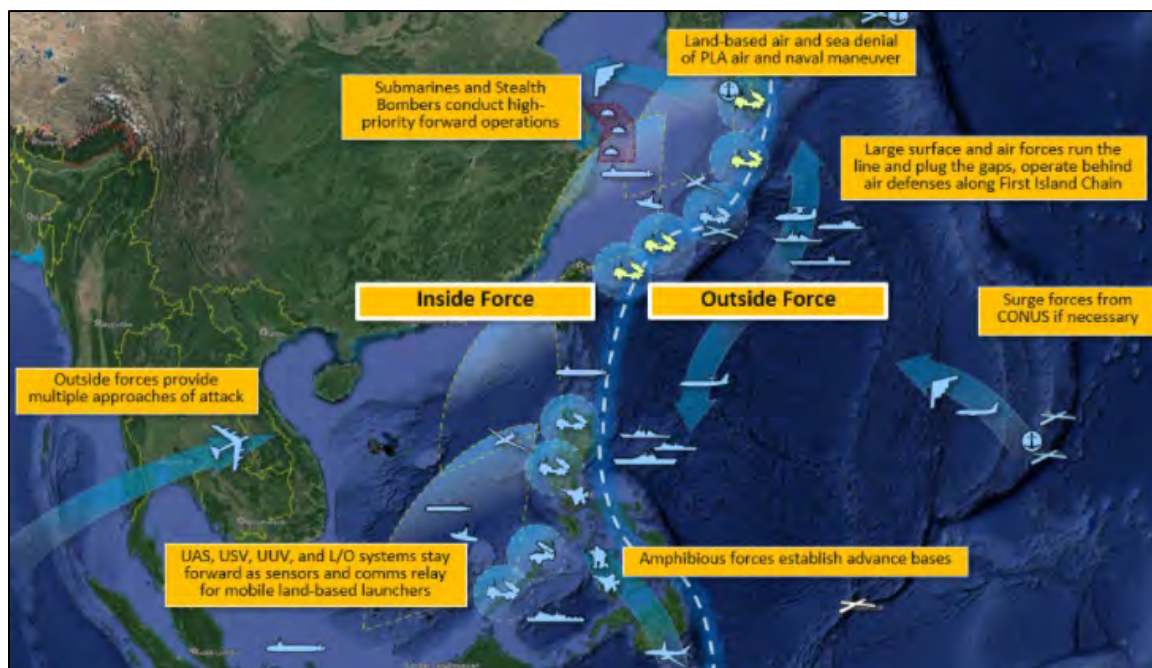 Land-based air and sea denial
of PLA air and naval maneuver
Submarines and Stealth
Bombers conduct high-
priority forward operations
Large surface and air forces run the
line and plug the gaps, operate behind
air defenses along First Island Chain
Inside Force
Outside Force
Surge forces from
CONUS if necessary
Outside forces provide
multiple approaches of attack
UAS, USV, UUV, and L/O systems stay
forward as sensors and comms relay
for mobile land-based launchers
Amphibious forces establish advance bases